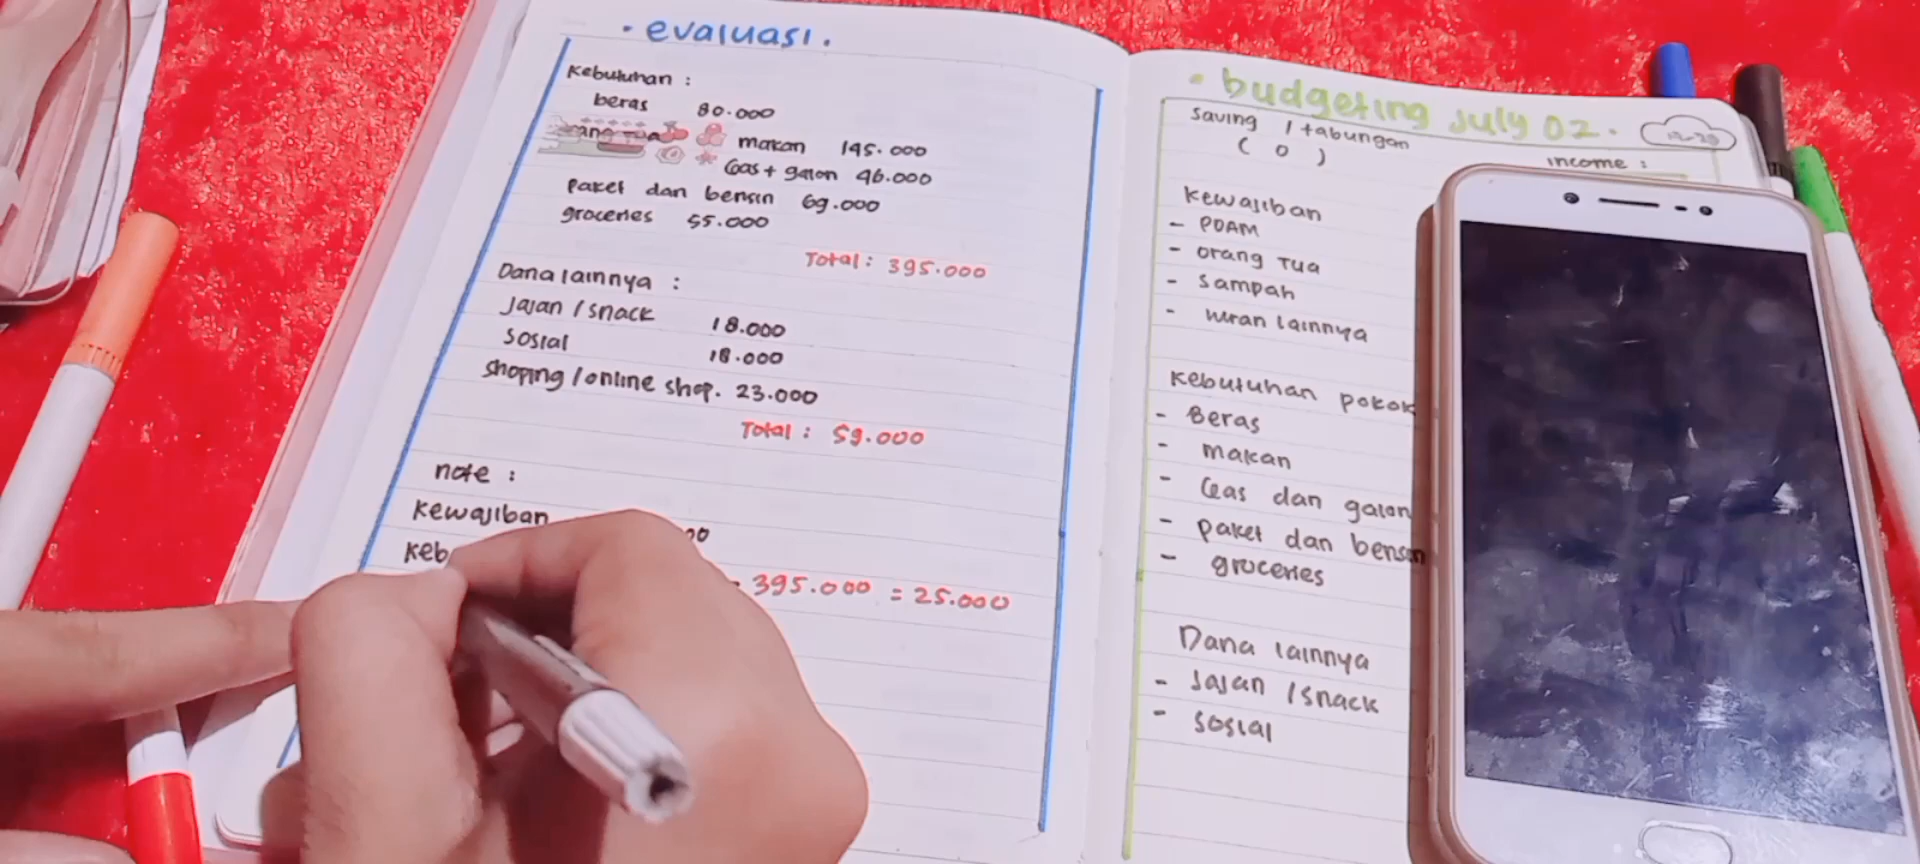 • evaluasi.
Kebutuhan :
beras 80.000
makan 145.000
Gas + galon 46.000
Paket dan bensin 69.000
groceries 55.000
Total : 395.000
Dana lainnya :
Jajan / snack 18.000
Sosial 18.000
Shoping / online shop. 23.000
Total : 59.000
note :
Kewajiban
Keb
395.000 = 25.000
• budgeting July 02.
Saving / tabungan
( 0 )
income :
Kewajiban
- PDAM
- Orang Tua
- Sampah
- Iuran lainnya
Kebutuhan pokok
- Beras
- Makan
- Gas dan galon
- Paket dan bensin
- groceries
Dana lainnya
- Jajan / snack
- Sosial